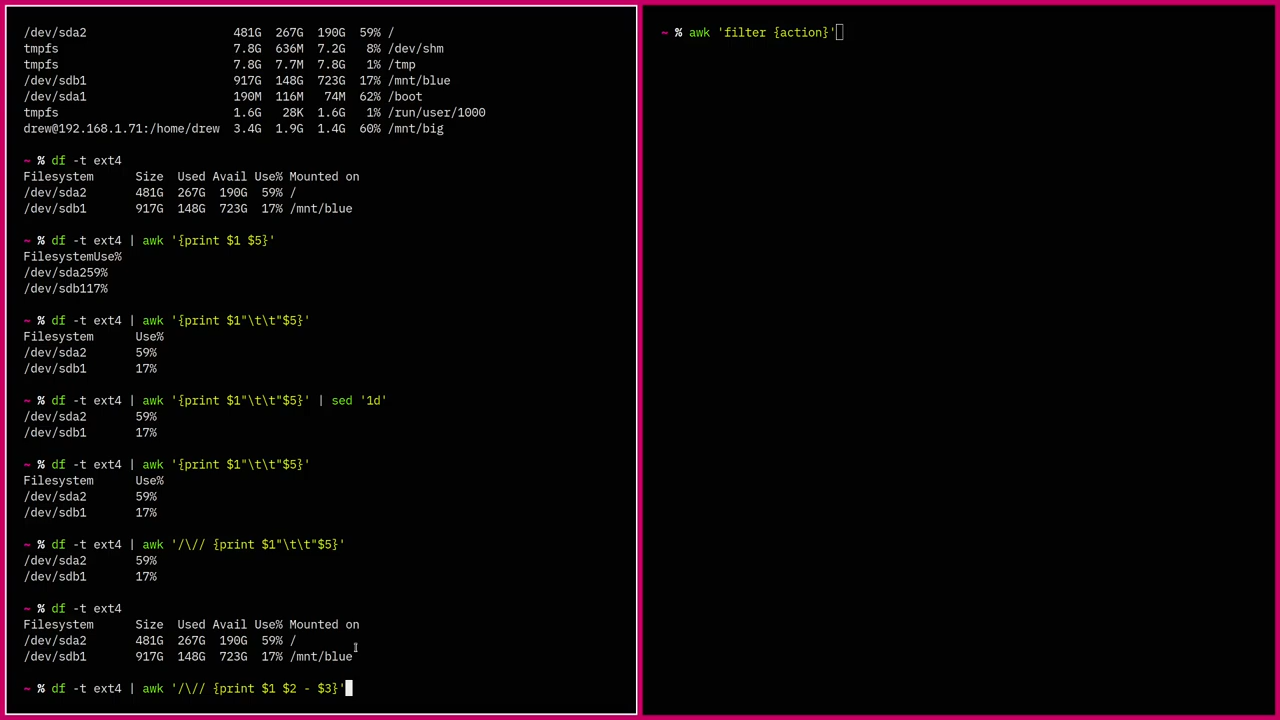 /dev/sda2                     481G  267G  190G  59% /
tmpfs                         7.8G  636M  7.2G   8% /dev/shm
tmpfs                         7.8G  7.7M  7.8G   1% /tmp
/dev/sdb1                     917G  148G  723G  17% /mnt/blue
/dev/sda1                     190M  116M   74M  62% /boot
tmpfs                         1.6G   28K  1.6G   1% /run/user/1000
drew@192.168.1.71:/home/drew  3.4G  1.9G  1.4G  60% /mnt/big
~ % df -t ext4
Filesystem      Size  Used Avail Use% Mounted on
/dev/sda2       481G  267G  190G  59% /
/dev/sdb1       917G  148G  723G  17% /mnt/blue
~ % df -t ext4 | awk '{print $1 $5}'
FilesystemUse%
/dev/sda259%
/dev/sdb117%
~ % df -t ext4 | awk '{print $1"\t\t"$5}'
Filesystem      Use%
/dev/sda2       59%
/dev/sdb1       17%
~ % df -t ext4 | awk '{print $1"\t\t"$5}' | sed '1d'
/dev/sda2       59%
/dev/sdb1       17%
~ % df -t ext4 | awk '{print $1"\t\t"$5}'
Filesystem      Use%
/dev/sda2       59%
/dev/sdb1       17%
~ % df -t ext4 | awk '/\// {print $1"\t\t"$5}'
/dev/sda2       59%
/dev/sdb1       17%
~ % df -t ext4
Filesystem      Size  Used Avail Use% Mounted on
/dev/sda2       481G  267G  190G  59% /
/dev/sdb1       917G  148G  723G  17% /mnt/blue
~ % df -t ext4 | awk '/\// {print $1 $2 - $3}'
~ % awk 'filter {action}'